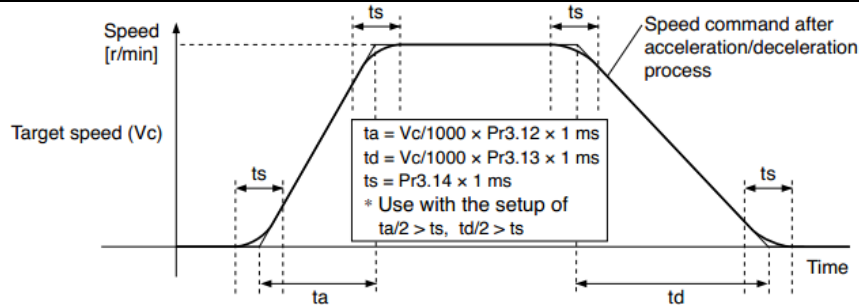 ts
ts
Speed
[r/min]
Speed command after
acceleration/deceleration
process
Target speed (Vc)
ta = Vc/1000 × Pr3.12 × 1 ms
td = Vc/1000 × Pr3.13 × 1 ms
ts = Pr3.14 × 1 ms
* Use with the setup of
ta/2 > ts, td/2 > ts
ts
ts
Time
ta
td